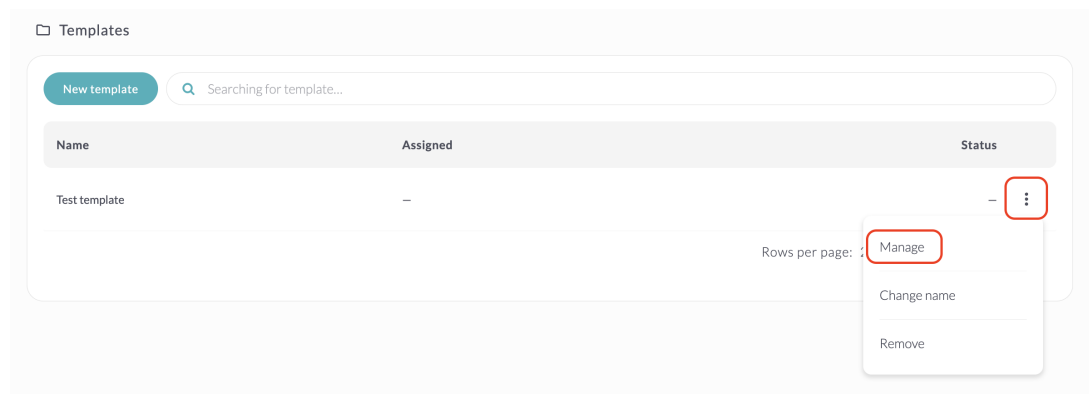 Templates
New template
Searching for template...
Name Assigned Status
Test template – –
Rows per page:
Manage
Change name
Remove